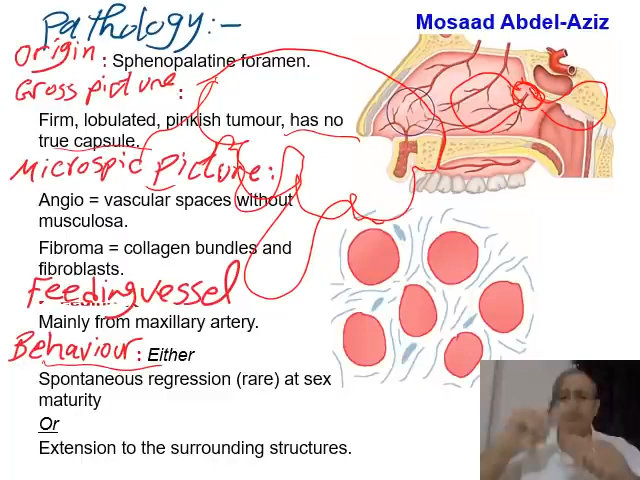 Pathology:-
Mosaad Abdel-Aziz
Origin : Sphenopalatine foramen.
Gross picture :
Firm, lobulated, pinkish tumour, has no
true capsule.
Microspic picture :
Angio = vascular spaces without
musculosa.
Fibroma = collagen bundles and
fibroblasts.
Feeding vessel
Mainly from maxillary artery.
Behaviour : Either
Spontaneous regression (rare) at sex
maturity
Or
Extension to the surrounding structures.